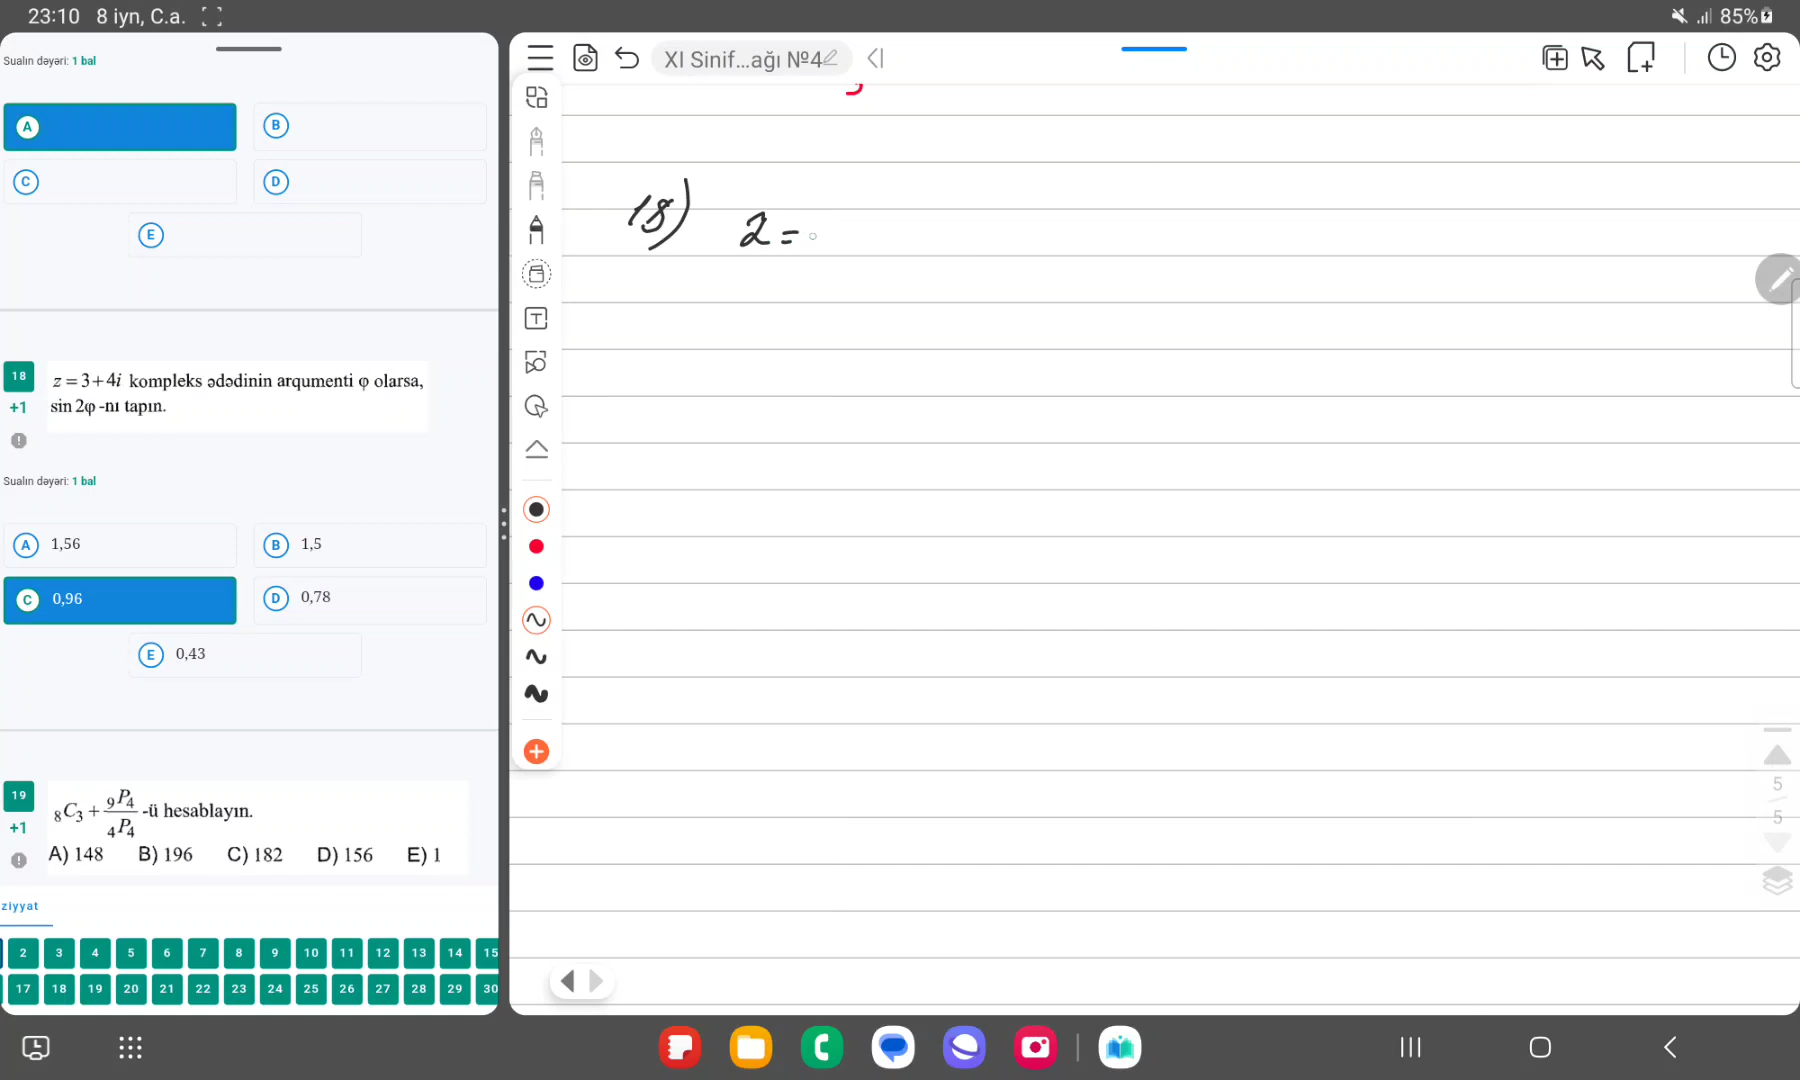 23:10 8 iyn, C.a. 85%
Sualın dəyəri: 1 bal
A
B
C
D
E
18
+1
z = 3 + 4i kompleks ədədinin arqumenti φ olarsa,
sin 2φ -nı tapın.
Sualın dəyəri: 1 bal
A 1,56
B 1,5
C 0,96
D 0,78
E 0,43
19
+1
₈C₃ + ₉P₄/₄P₄ -ü hesablayın.
A) 148 B) 196 C) 182 D) 156 E) 1
ziyyat
2 3 4 5 6 7 8 9 10 11 12 13 14 15
17 18 19 20 21 22 23 24 25 26 27 28 29 30
XI Sinif...ağı №4
18) z =
5
5